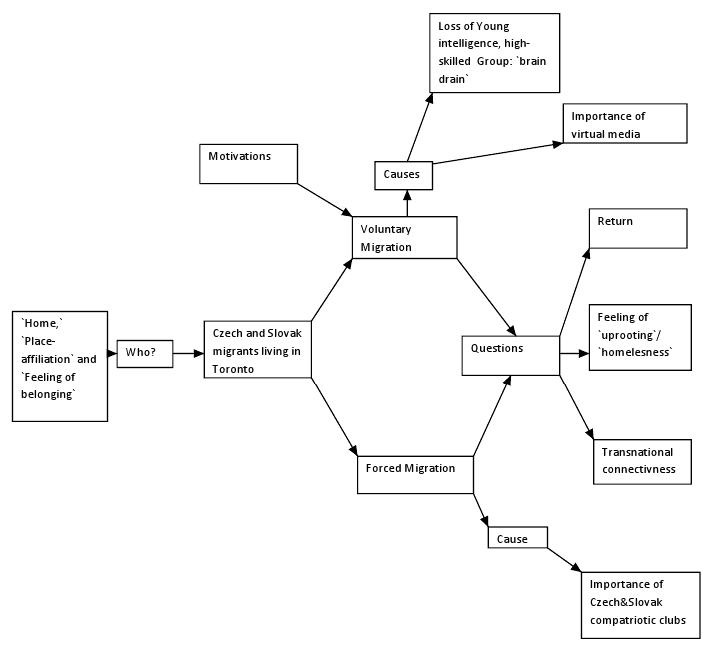 Loss of Young
intelligence, high-
skilled Group: `brain
drain`
Importance of
virtual media
Motivations
Causes
Voluntary
Migration
Return
`Home,`
`Place-
affiliation` and
`Feeling of
belonging`
Who?
Czech and Slovak
migrants living in
Toronto
Questions
Feeling of
`uprooting`/
`homelesness`
Forced Migration
Transnational
connectivness
Cause
Importance of
Czech&Slovak
compatriotic clubs